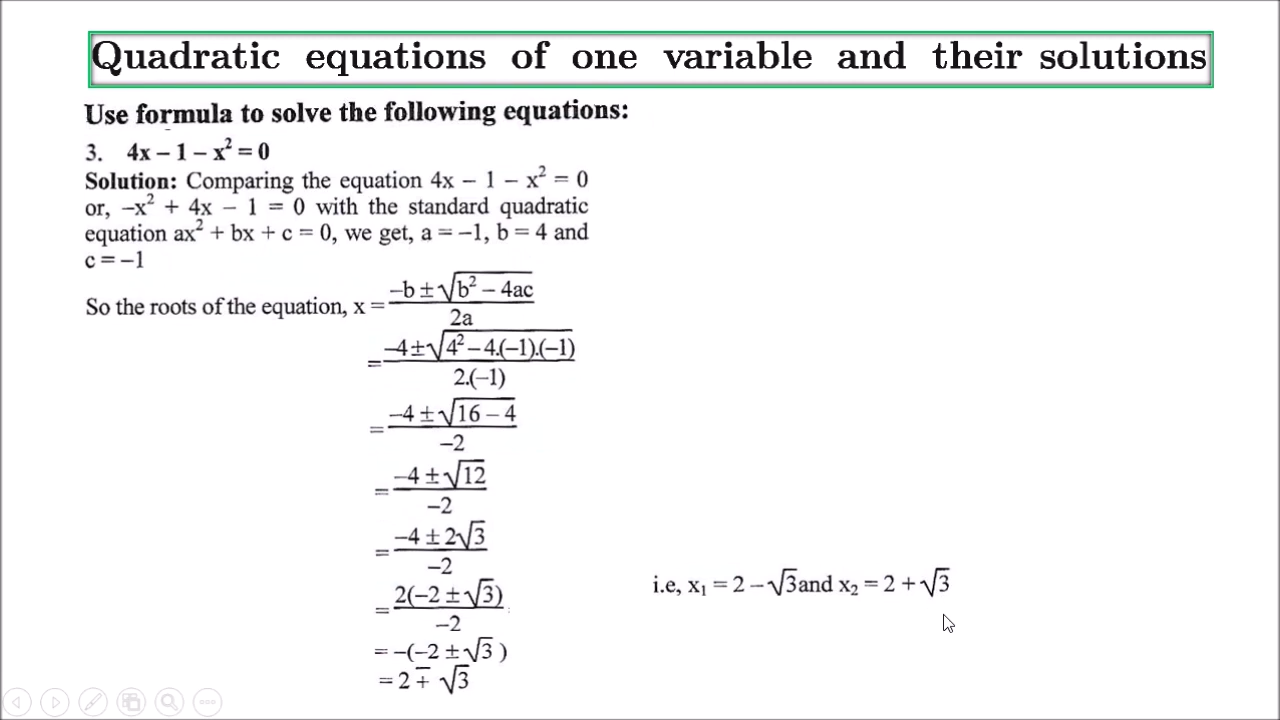 Quadratic equations of one variable and their solutions
Use formula to solve the following equations:
3. 4x – 1 – x² = 0
Solution: Comparing the equation 4x – 1 – x² = 0
or, –x² + 4x – 1 = 0 with the standard quadratic
equation ax² + bx + c = 0, we get, a = –1, b = 4 and
c = –1
So the roots of the equation, x = (–b ± √(b² – 4ac)) / 2a
= (–4 ± √(4² – 4.(–1).(–1))) / 2.(–1)
= (–4 ± √(16 – 4)) / –2
= (–4 ± √12) / –2
= (–4 ± 2√3) / –2
= 2(–2 ± √3) / –2
= –(–2 ± √3 )
= 2 ∓ √3
i.e, x₁ = 2 – √3and x₂ = 2 + √3